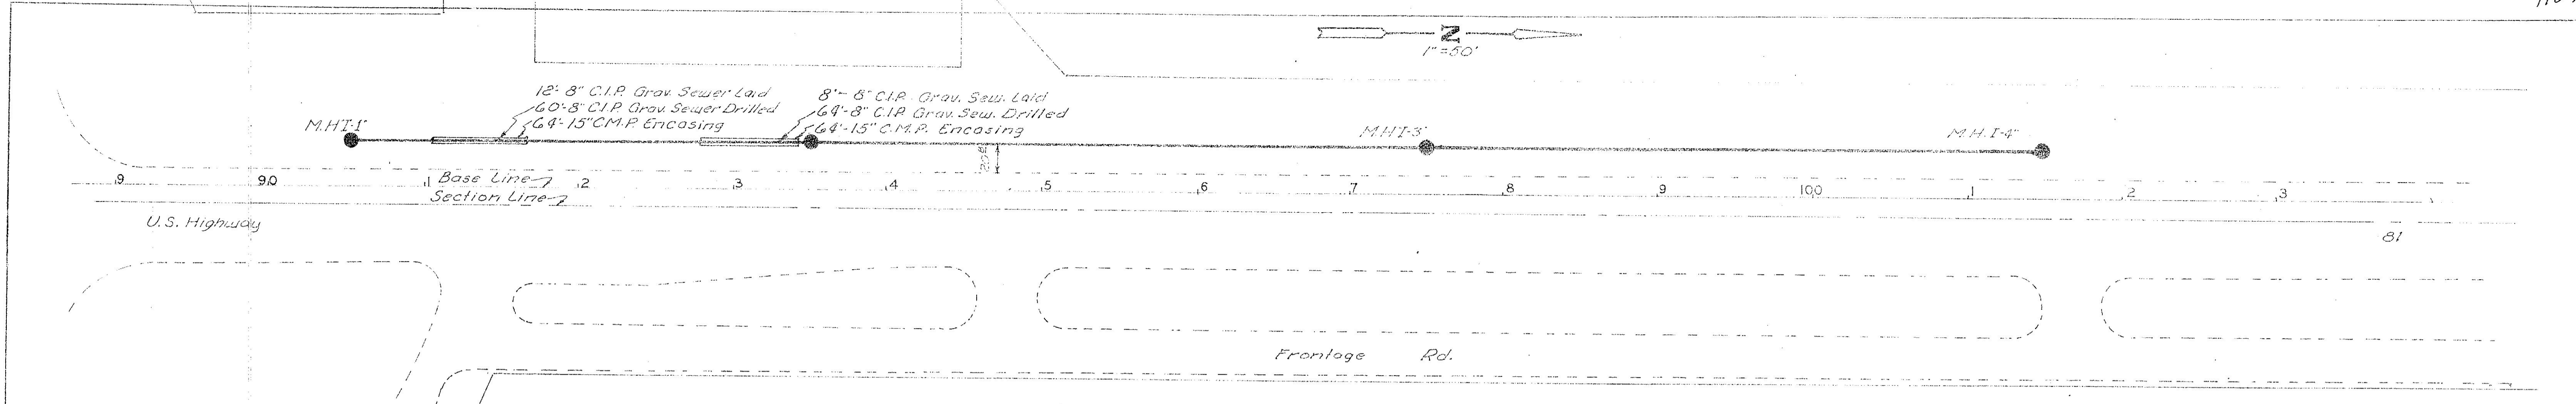 N
1"=50'
12'-8" C.I.P. Grav. Sewer Laid
60'-8" C.I.P. Grav. Sewer Drilled
64'-15" C.M.P. Encasing
8'-8" C.I.P. Grav. Sew. Laid
64'-8" C.I.P. Grav. Sew. Drilled
64'-15" C.M.P. Encasing
M.H.I-1"
M.H.I-3"
M.H.I-4"
Base Line
Section Line
.9 90 .1 .2 .3 .4 .5 .6 .7 .8 .9 100 .1 .2 .3
U.S. Highway 81
Frontage Rd.